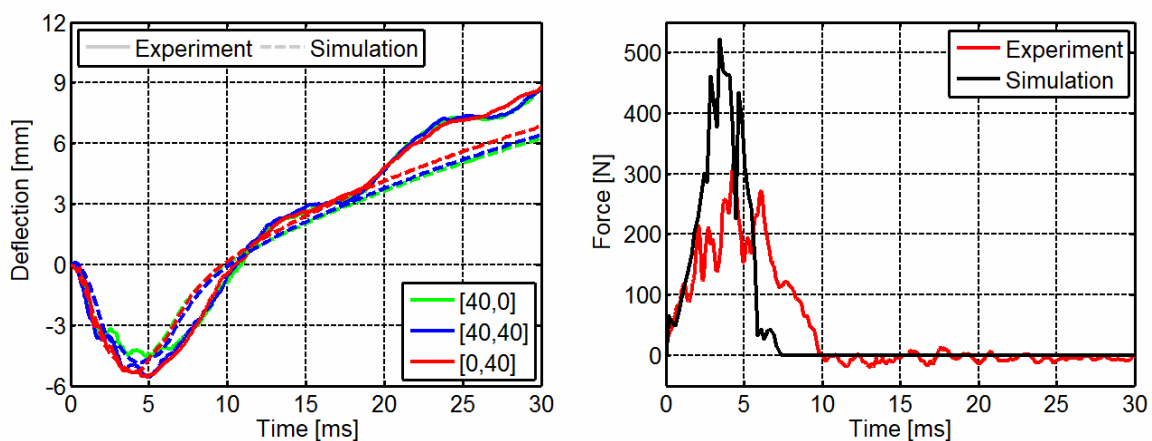 12
9
6
3
0
-3
-6
Deflection [mm]
Experiment Simulation
[40,0]
[40,40]
[0,40]
0 5 10 15 20 25 30
Time [ms]
500
400
300
200
100
0
Force [N]
Experiment
Simulation
0 5 10 15 20 25 30
Time [ms]